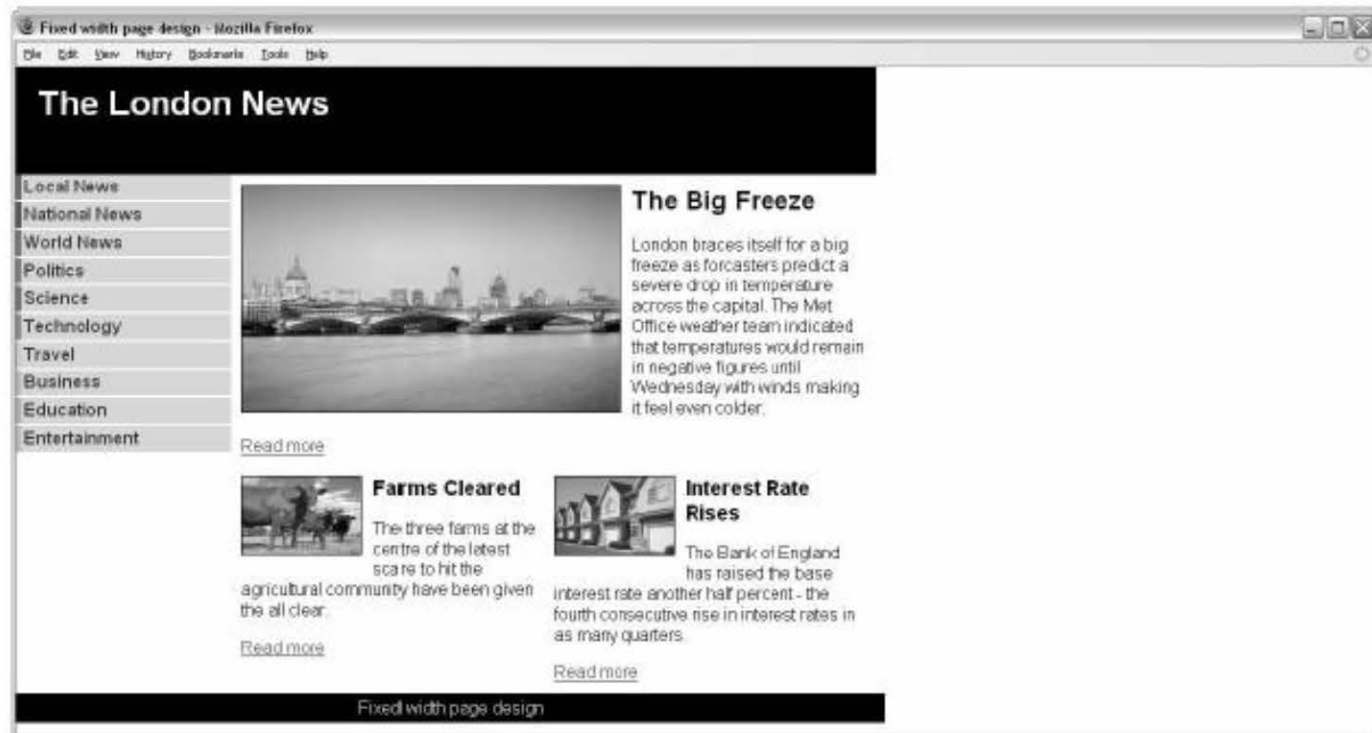 Fixed width page design - Mozilla Firefox
File Edit View History Bookmarks Tools Help
The London News
Local News
National News
World News
Politics
Science
Technology
Travel
Business
Education
Entertainment
The Big Freeze
London braces itself for a big
freeze as forcasters predict a
severe drop in temperature
across the capital. The Met
Office weather team indicated
that temperatures would remain
in negative figures until
Wednesday with winds making
it feel even colder.
Read more
Farms Cleared
The three farms at the
centre of the latest
scare to hit the
agricultural community have been given
the all clear.
Read more
Interest Rate
Rises
The Bank of England
has raised the base
interest rate another half percent - the
fourth consecutive rise in interest rates in
as many quarters.
Read more
Fixed width page design